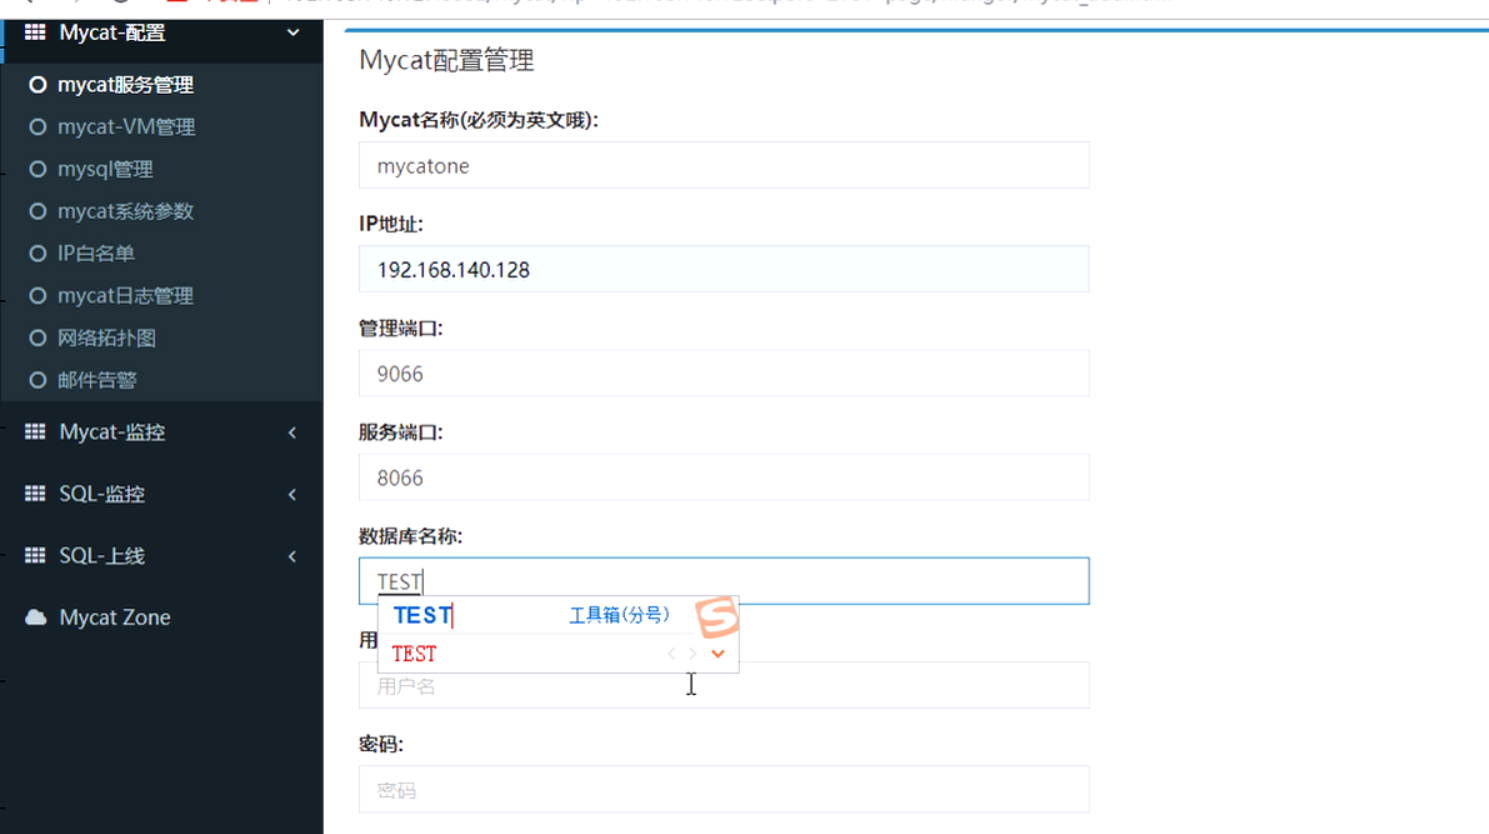 Mycat-配置
mycat服务管理
mycat-VM管理
mysql管理
mycat系统参数
IP白名单
mycat日志管理
网络拓扑图
邮件告警
Mycat-监控
SQL-监控
SQL-上线
Mycat Zone
Mycat配置管理
Mycat名称(必须为英文哦):
mycatone
IP地址:
192.168.140.128
管理端口:
9066
服务端口:
8066
数据库名称:
TEST
TEST 工具箱(分号)
TEST
用
用户名
密码:
密码